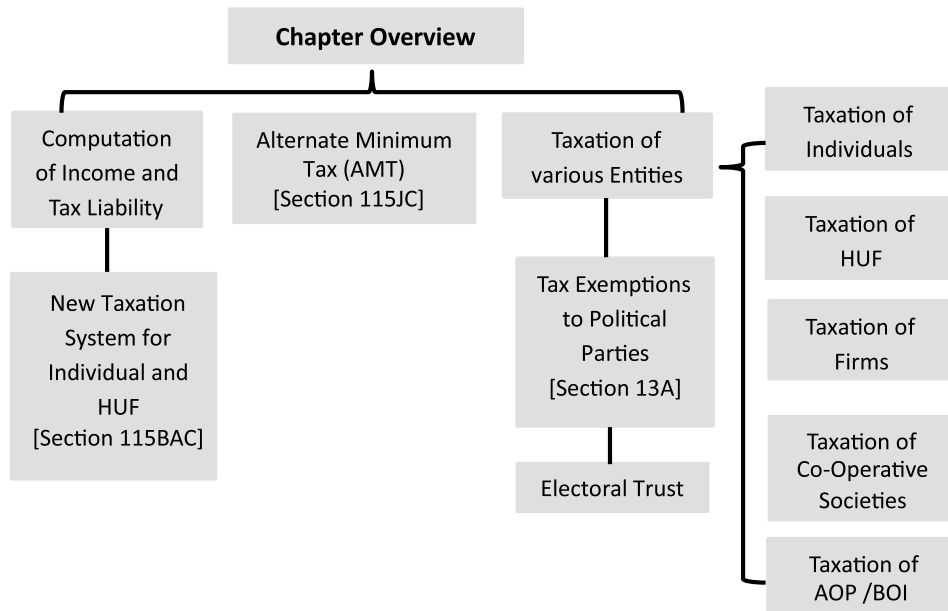 Chapter Overview
Computation
of Income and
Tax Liability
Alternate Minimum
Tax (AMT)
[Section 115JC]
Taxation of
various Entities
New Taxation
System for
Individual and
HUF
[Section 115BAC]
Tax Exemptions
to Political
Parties
[Section 13A]
Electoral Trust
Taxation of
Individuals
Taxation of
HUF
Taxation of
Firms
Taxation of
Co-Operative
Societies
Taxation of
AOP /BOI